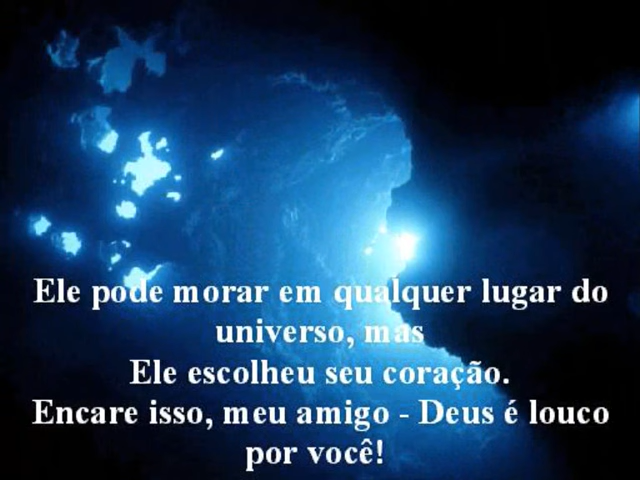 Ele pode morar em qualquer lugar do
universo, mas
Ele escolheu seu coração.
Encare isso, meu amigo - Deus é louco
por você!